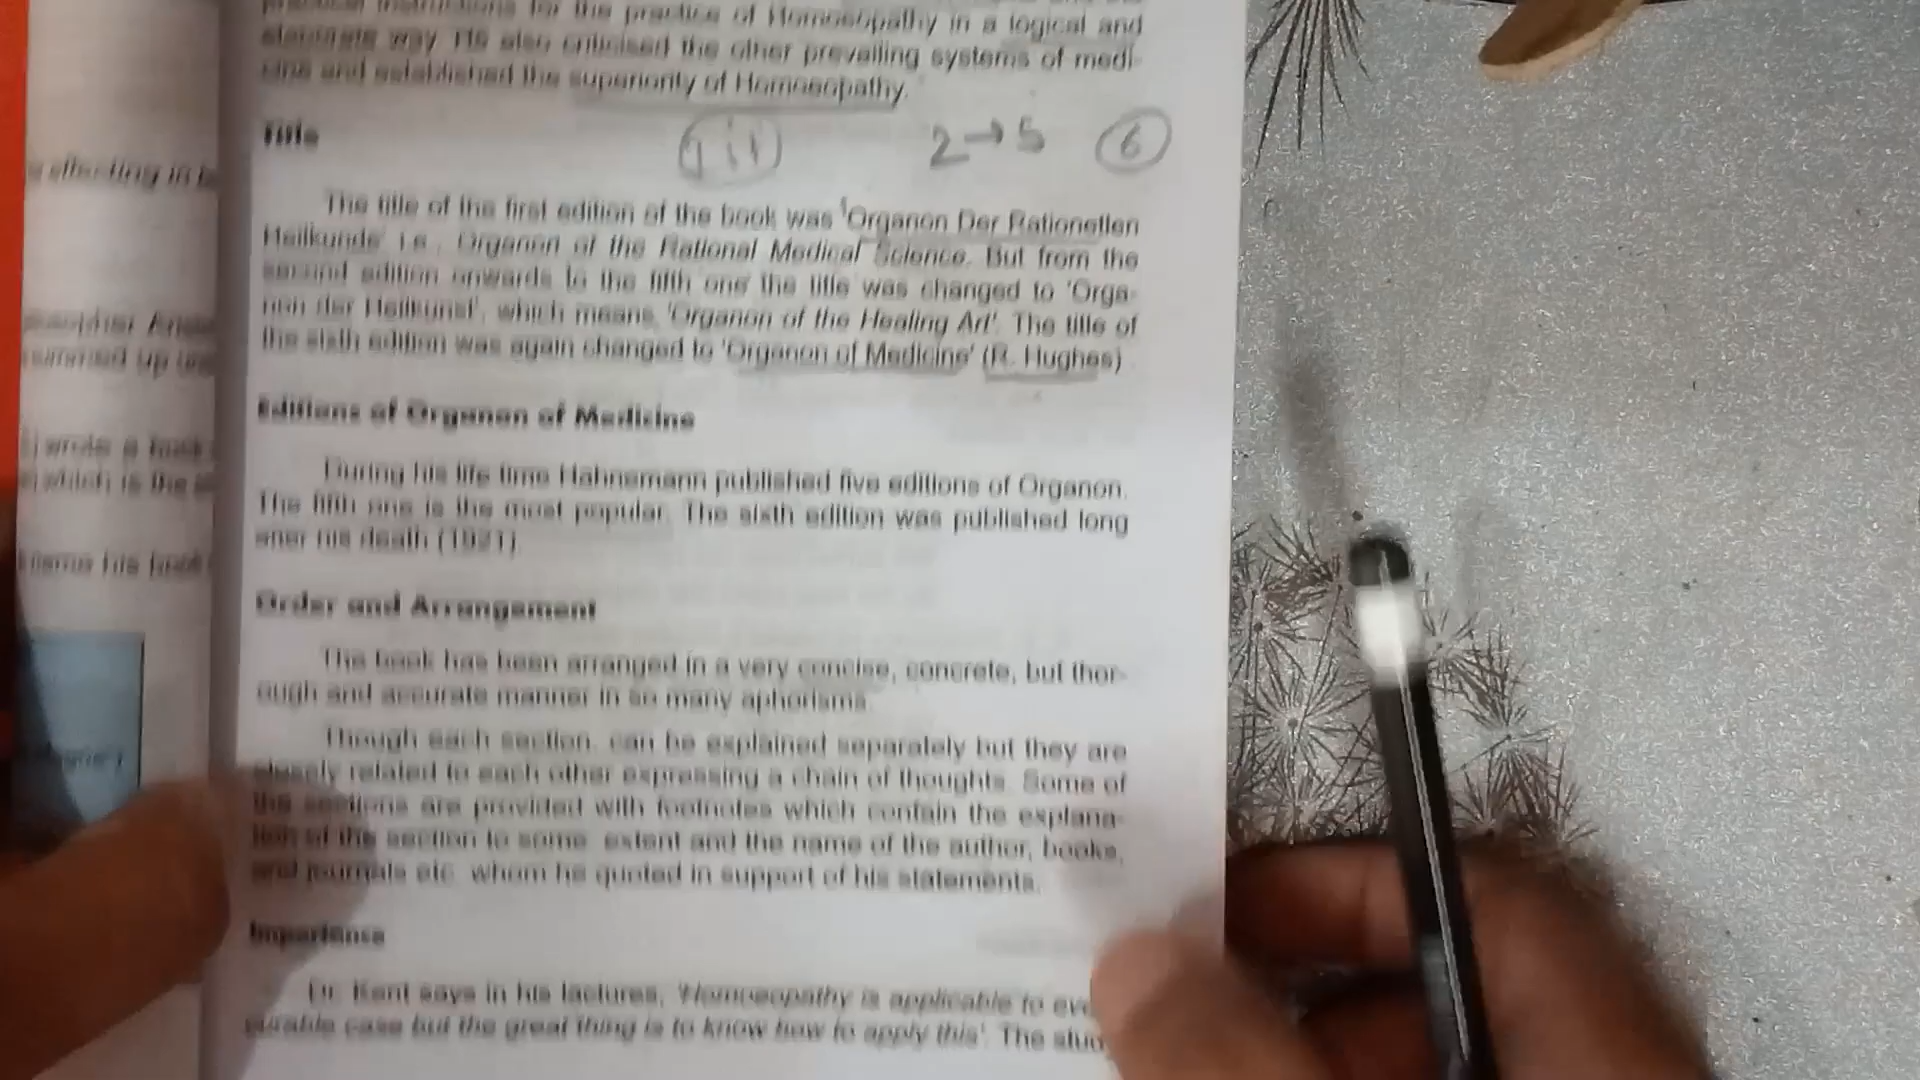 practical instructions for the practice of Homoeopathy in a logical and
elaborate way. He also criticised the other prevailing systems of medi-
cine and established the superiority of Homoeopathy.
Title
2→5 6
The title of the first edition of the book was 'Organon Der Rationellen
Heilkunde' i.e., Organon of the Rational Medical Science. But from the
second edition onwards to the fifth one the title was changed to 'Orga-
non der Heilkunst', which means, 'Organon of the Healing Art'. The title of
the sixth edition was again changed to 'Organon of Medicine' (R. Hughes).
Editions of Organon of Medicine
During his life time Hahnemann published five editions of Organon.
The fifth one is the most popular. The sixth edition was published long
after his death (1921).
Order and Arrangement
The book has been arranged in a very concise, concrete, but thor-
ough and accurate manner in so many aphorisms.
Though each section, can be explained separately but they are
closely related to each other expressing a chain of thoughts. Some of
the sections are provided with footnotes which contain the explana-
tion of the section to some extent and the name of the author, books,
and journals etc. whom he quoted in support of his statements.
Importance
Dr. Kent says in his lectures, 'Homoeopathy is applicable to
curable case but the great thing is to know how to apply this'. The